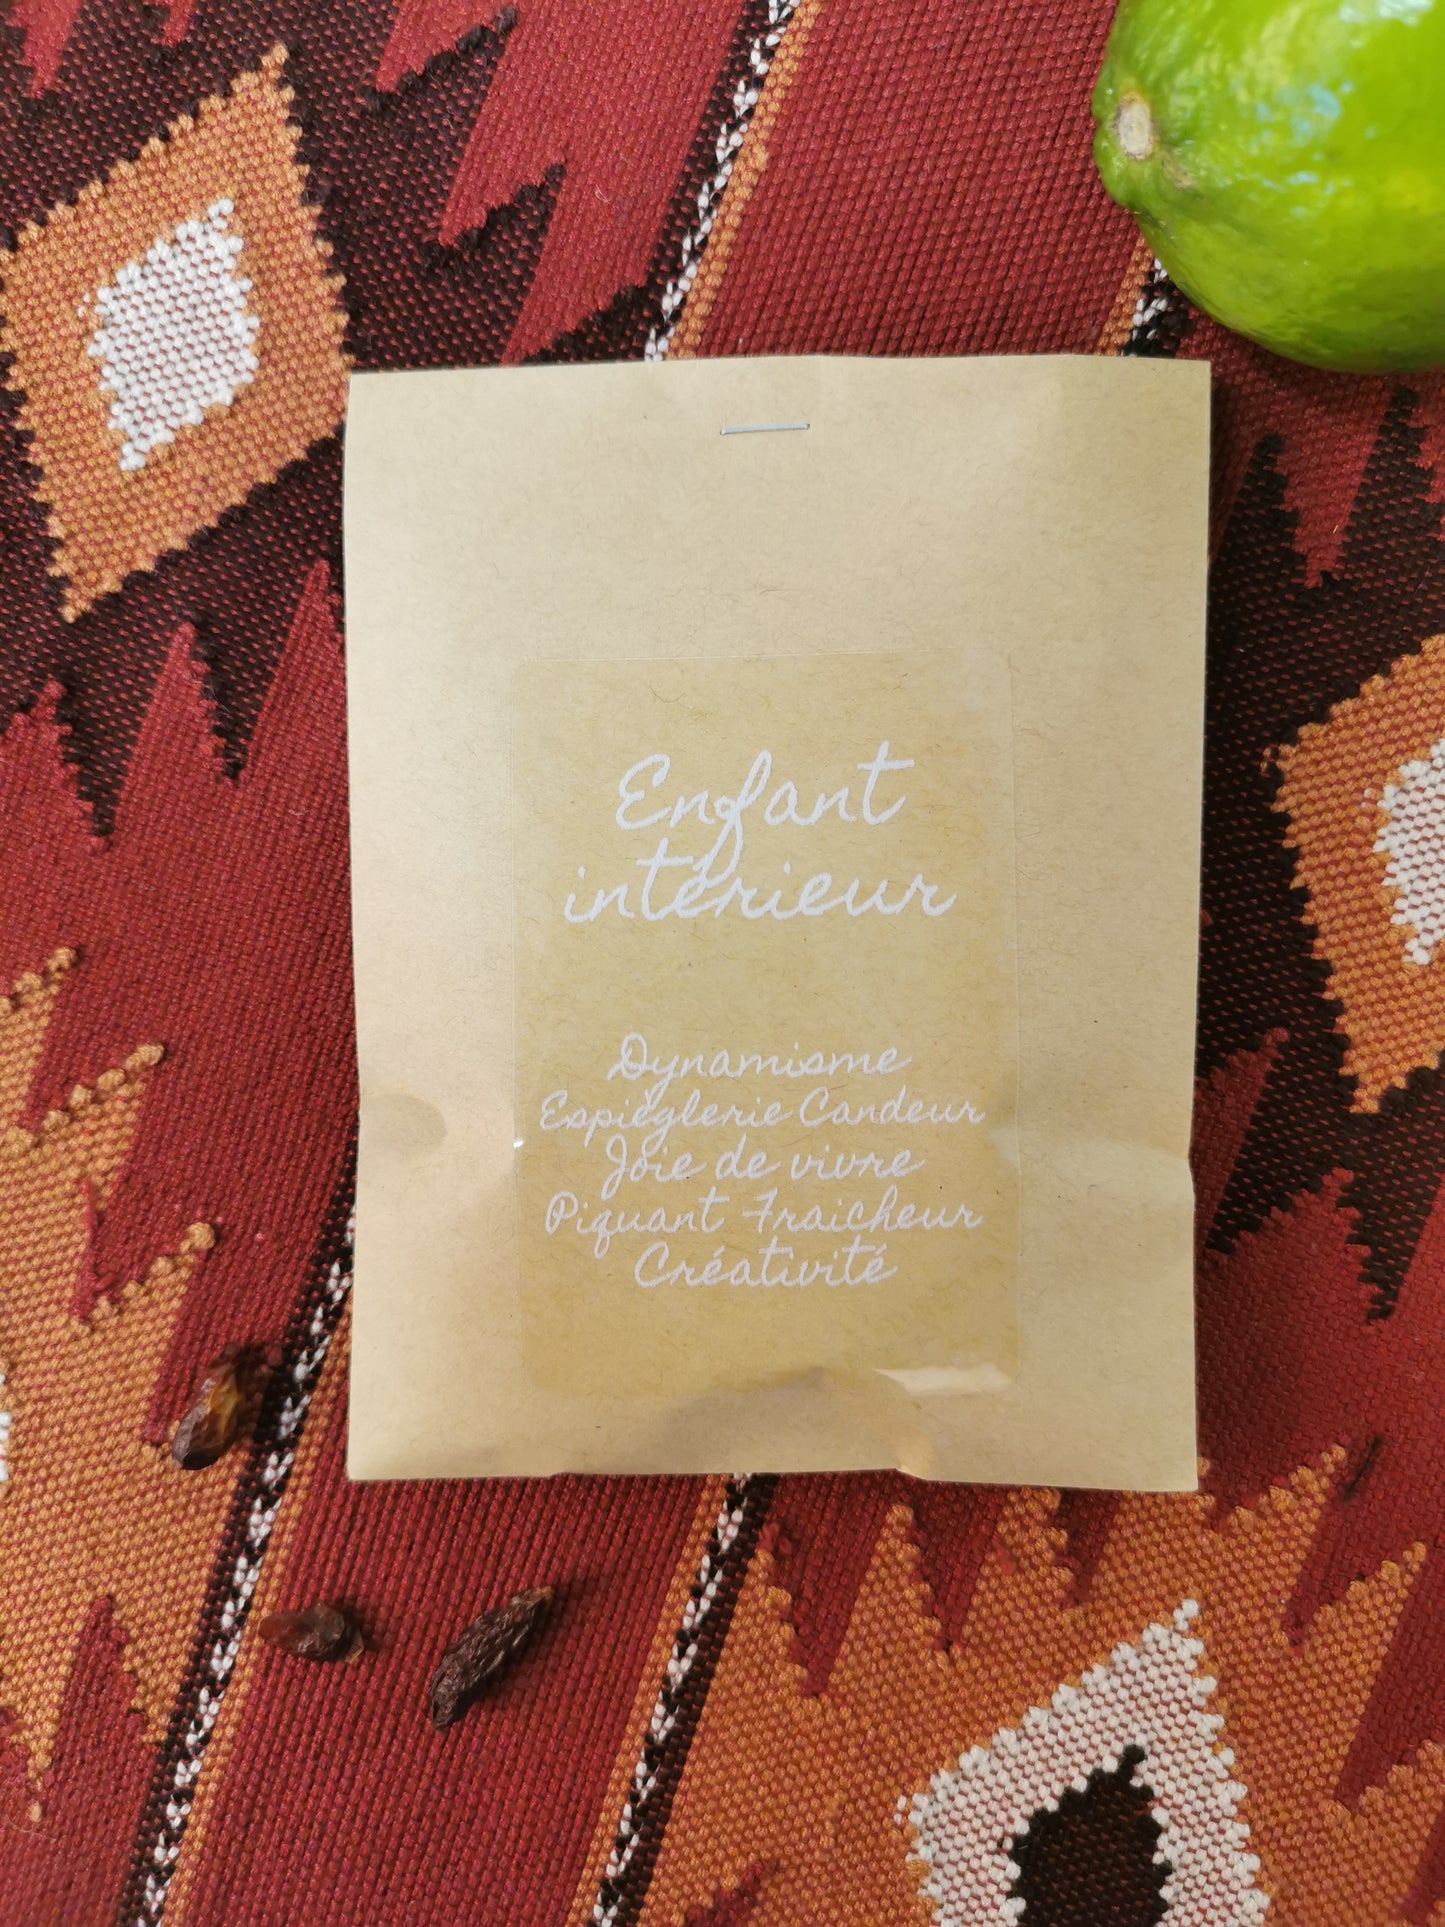 Enfant
intérieur
Dynamisme
Espièglerie Candeur
Joie de vivre
Piquant Fraicheur
Créativité